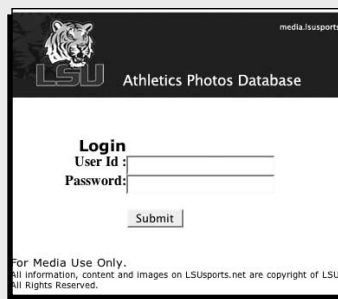 media.lsusports
LSU
Athletics Photos Database
Login
User Id :
Password:
Submit
For Media Use Only.
All information, content and images on LSUsports.net are copyright of LSU
All Rights Reserved.